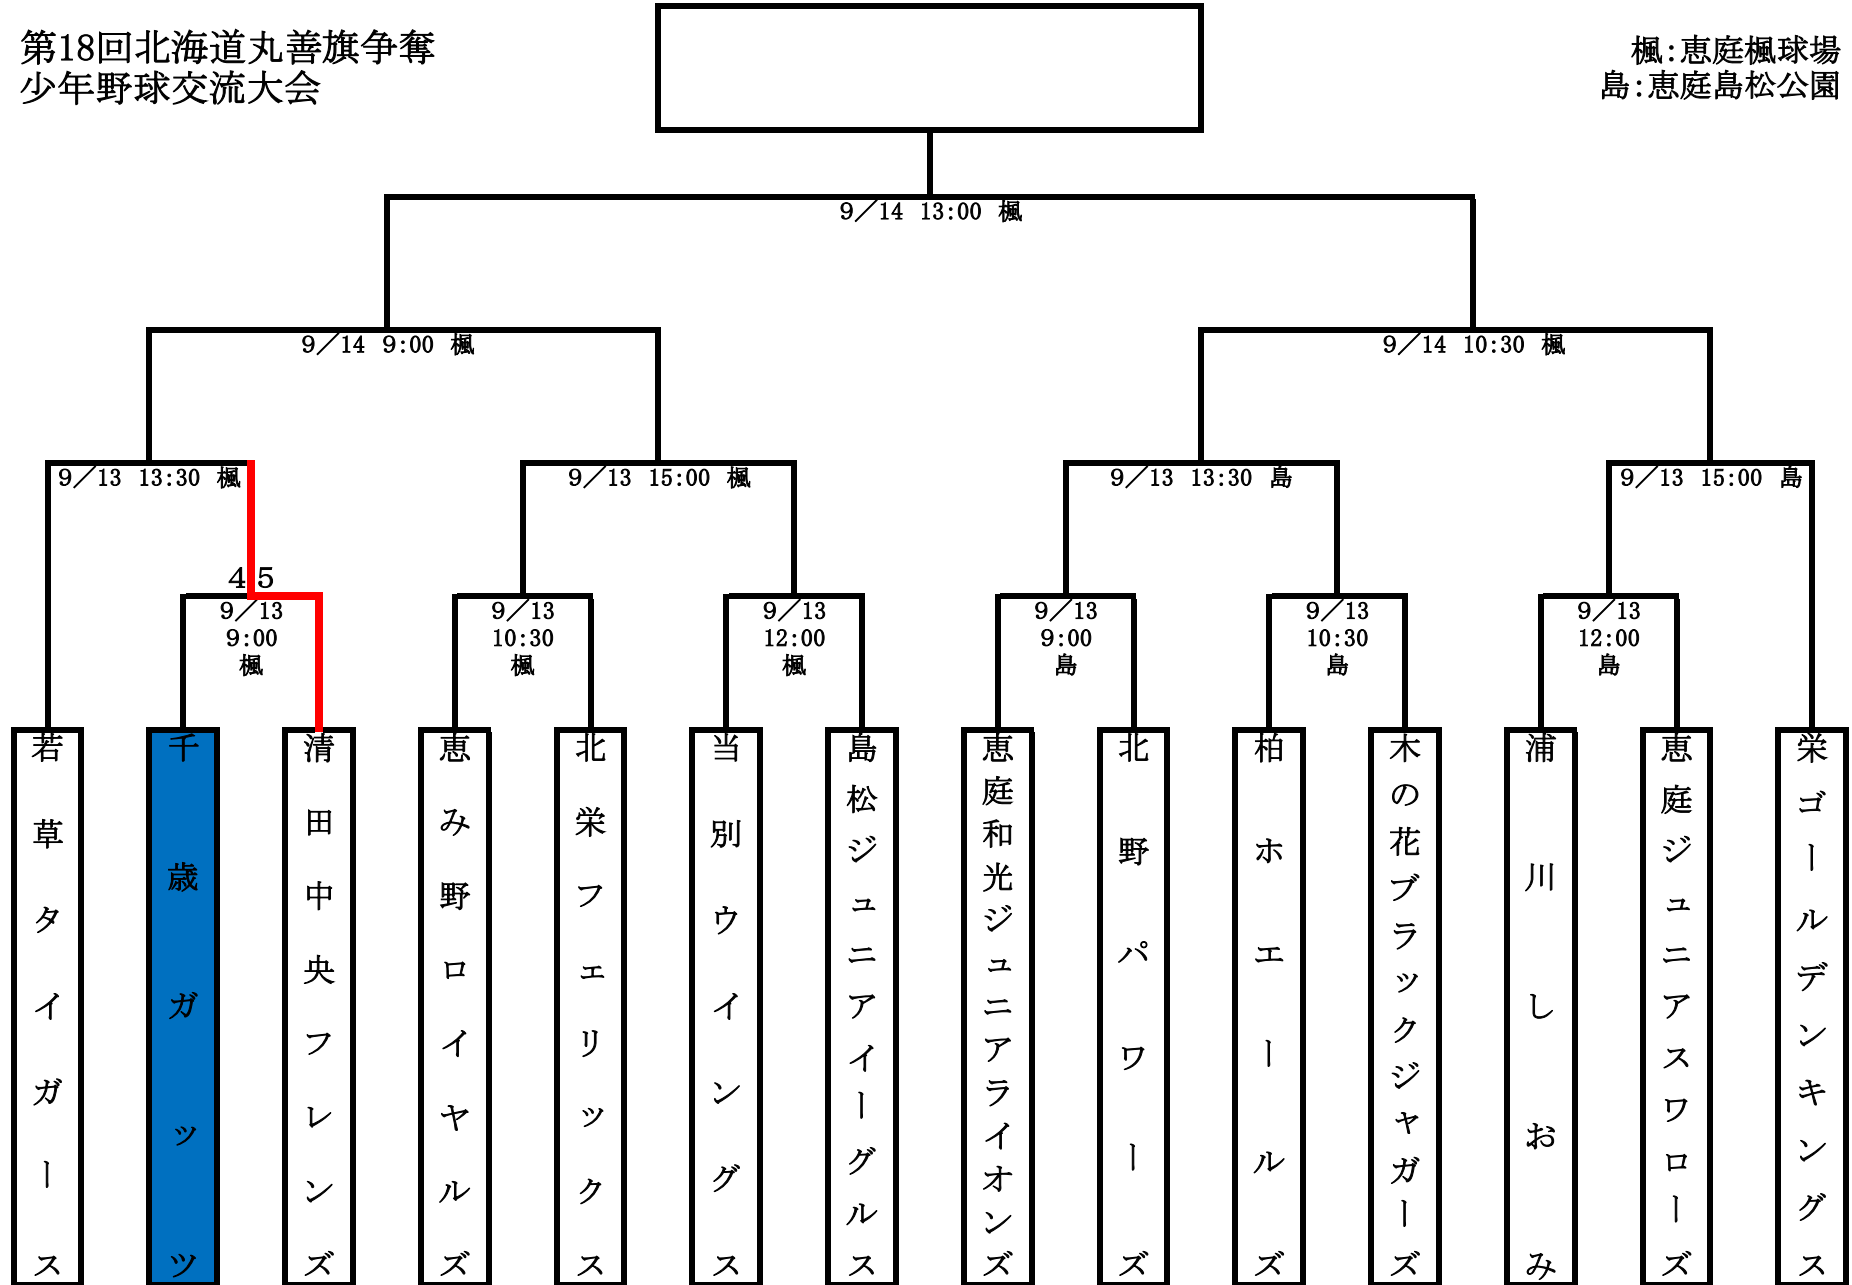 第18回北海道丸善旗争奪
少年野球交流大会
楓:恵庭楓球場
島:恵庭島松公園
9／14 13:00 楓
9／14 9:00 楓
9／14 10:30 楓
9／13 13:30 楓
9／13 15:00 楓
9／13 13:30 島
9／13 15:00 島
4 5
9／13
9:00
楓
9／13
10:30
楓
9／13
12:00
楓
9／13
9:00
島
9／13
10:30
島
9／13
12:00
島
若草タイガース
千歳ガッツ
清田中央フレンズ
恵み野ロイヤルズ
北栄フェリックス
当別ウイングス
島松ジュニアイーグルス
恵庭和光ジュニアライオンズ
北野パワーズ
柏ホエールズ
木の花ブラックジャガーズ
浦川しおみ
恵庭ジュニアスワローズ
栄ゴールデンキングス